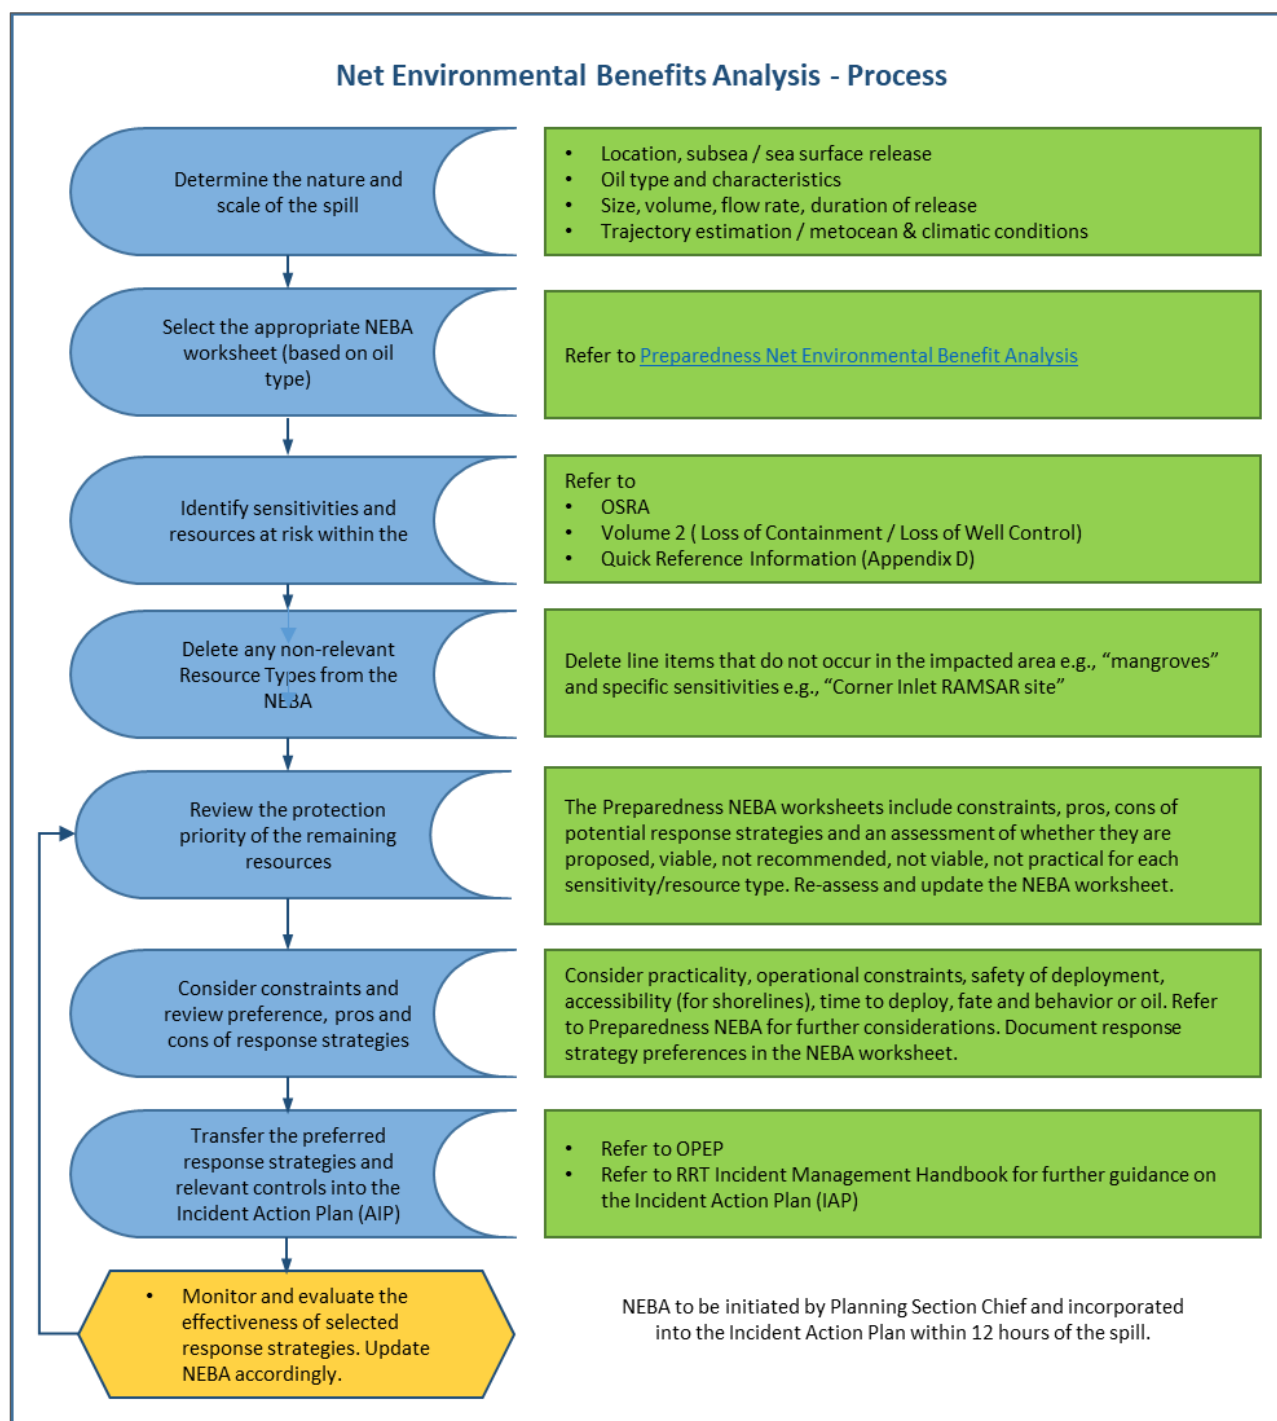 Net Environmental Benefits Analysis - Process
Determine the nature and
scale of the spill
• Location, subsea / sea surface release
• Oil type and characteristics
• Size, volume, flow rate, duration of release
• Trajectory estimation / metocean & climatic conditions
Select the appropriate NEBA
worksheet (based on oil
type)
Refer to Preparedness Net Environmental Benefit Analysis
Identify sensitivities and
resources at risk within the
Refer to
• OSRA
• Volume 2 ( Loss of Containment / Loss of Well Control)
• Quick Reference Information (Appendix D)
Delete any non-relevant
Resource Types from the
NEBA
Delete line items that do not occur in the impacted area e.g., “mangroves”
and specific sensitivities e.g., “Corner Inlet RAMSAR site”
Review the protection
priority of the remaining
resources
The Preparedness NEBA worksheets include constraints, pros, cons of
potential response strategies and an assessment of whether they are
proposed, viable, not recommended, not viable, not practical for each
sensitivity/resource type. Re-assess and update the NEBA worksheet.
Consider constraints and
review preference, pros and
cons of response strategies
Consider practicality, operational constraints, safety of deployment,
accessibility (for shorelines), time to deploy, fate and behavior or oil. Refer
to Preparedness NEBA for further considerations. Document response
strategy preferences in the NEBA worksheet.
Transfer the preferred
response strategies and
relevant controls into the
Incident Action Plan (AIP)
• Refer to OPEP
• Refer to RRT Incident Management Handbook for further guidance on
the Incident Action Plan (IAP)
• Monitor and evaluate the
effectiveness of selected
response strategies. Update
NEBA accordingly.
NEBA to be initiated by Planning Section Chief and incorporated
into the Incident Action Plan within 12 hours of the spill.